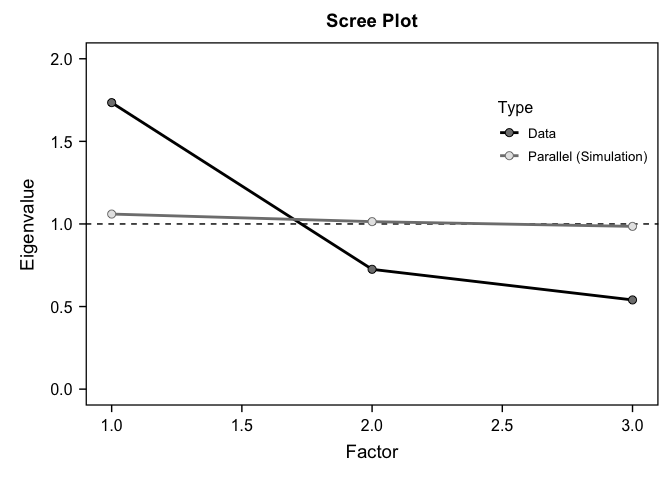 Scree Plot
2.0
1.5
1.0
0.5
0.0
Eigenvalue
Type
Data
Parallel (Simulation)
1.0 1.5 2.0 2.5 3.0
Factor